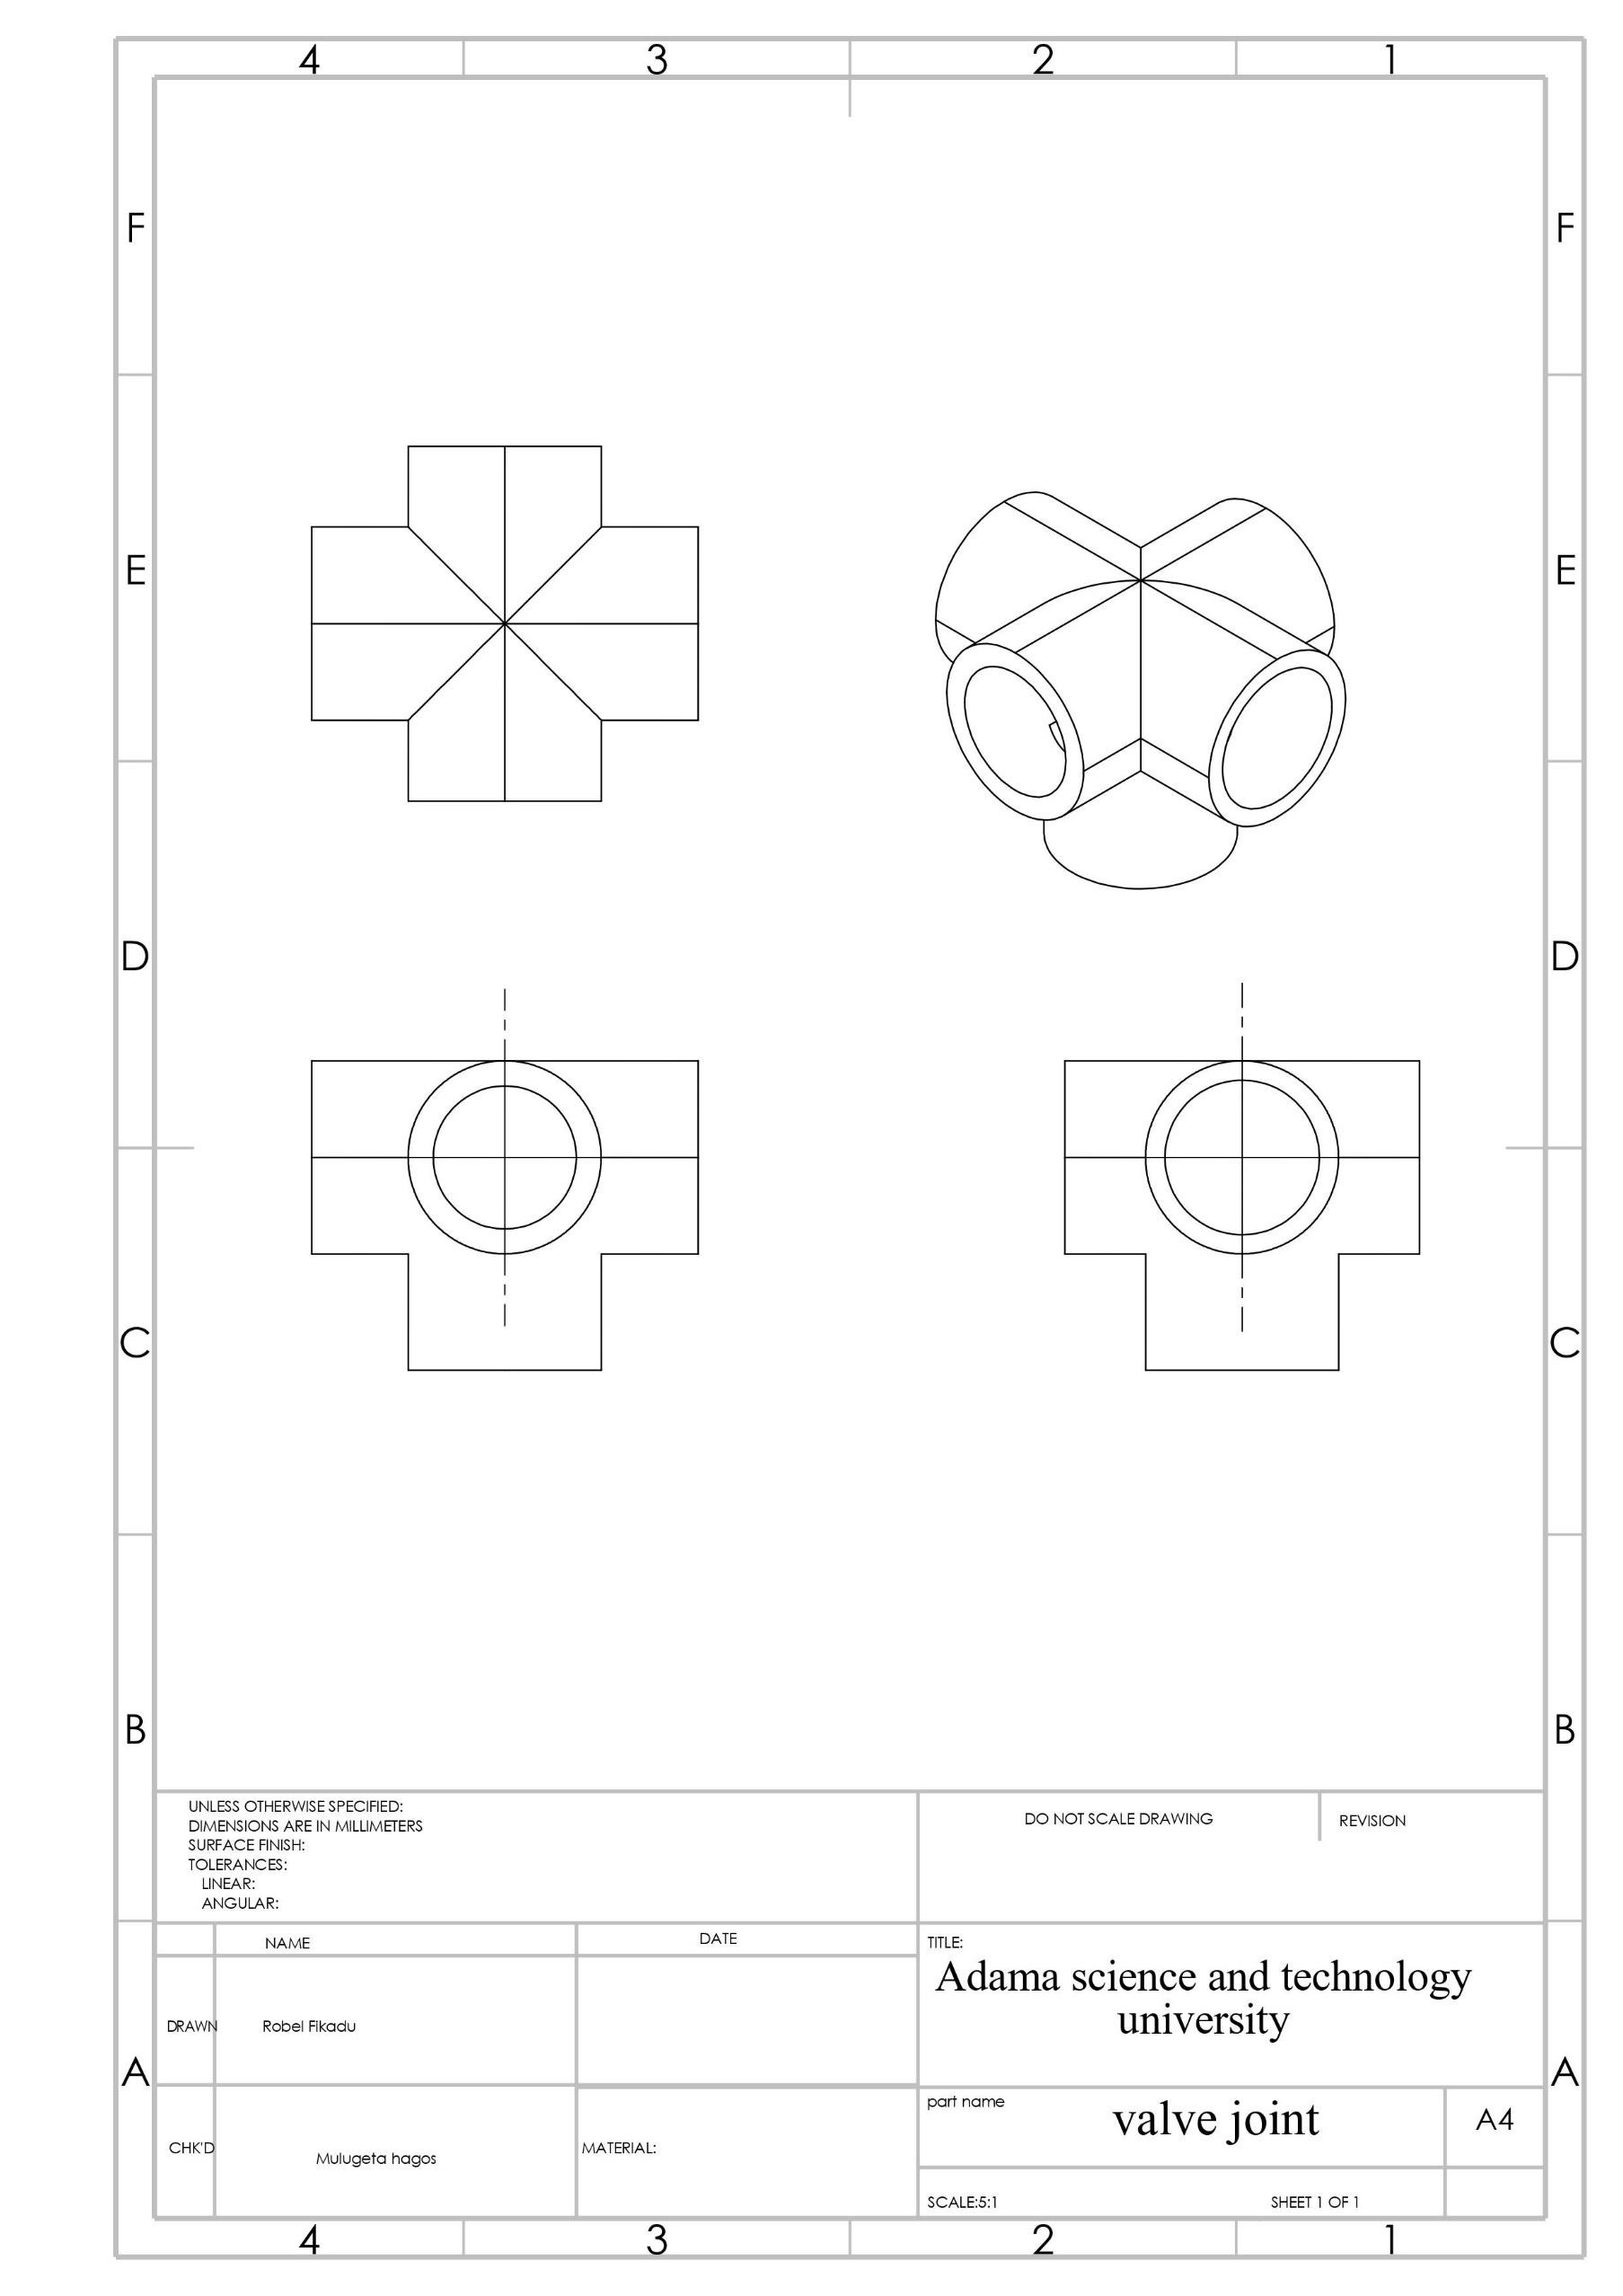 4 3 2 1
F F
E E
D D
C C
B B
UNLESS OTHERWISE SPECIFIED:
DIMENSIONS ARE IN MILLIMETERS
SURFACE FINISH:
TOLERANCES:
LINEAR:
ANGULAR:
DO NOT SCALE DRAWING
REVISION
NAME
DATE
TITLE:
Adama science and technology
university
DRAWN
Robel Fikadu
A A
part name
valve joint
A4
CHK'D
Mulugeta hagos
MATERIAL:
SCALE:5:1
SHEET 1 OF 1
4 3 2 1